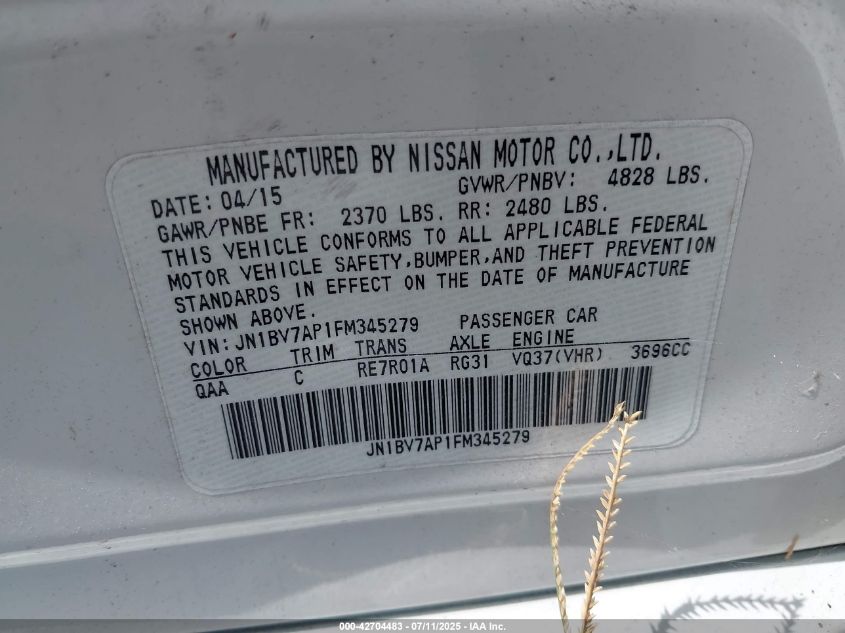 MANUFACTURED BY NISSAN MOTOR CO.,LTD.
DATE: 04/15 GVWR/PNBV: 4828 LBS.
GAWR/PNBE FR: 2370 LBS. RR: 2480 LBS.
THIS VEHICLE CONFORMS TO ALL APPLICABLE FEDERAL
MOTOR VEHICLE SAFETY,BUMPER,AND THEFT PREVENTION
STANDARDS IN EFFECT ON THE DATE OF MANUFACTURE
SHOWN ABOVE.
VIN: JN1BV7AP1FM345279 PASSENGER CAR
COLOR TRIM TRANS AXLE ENGINE
QAA C RE7R01A RG31 VQ37(VHR) 3696CC
JN1BV7AP1FM345279
000-42704483 - 07/11/2025 - IAA Inc.